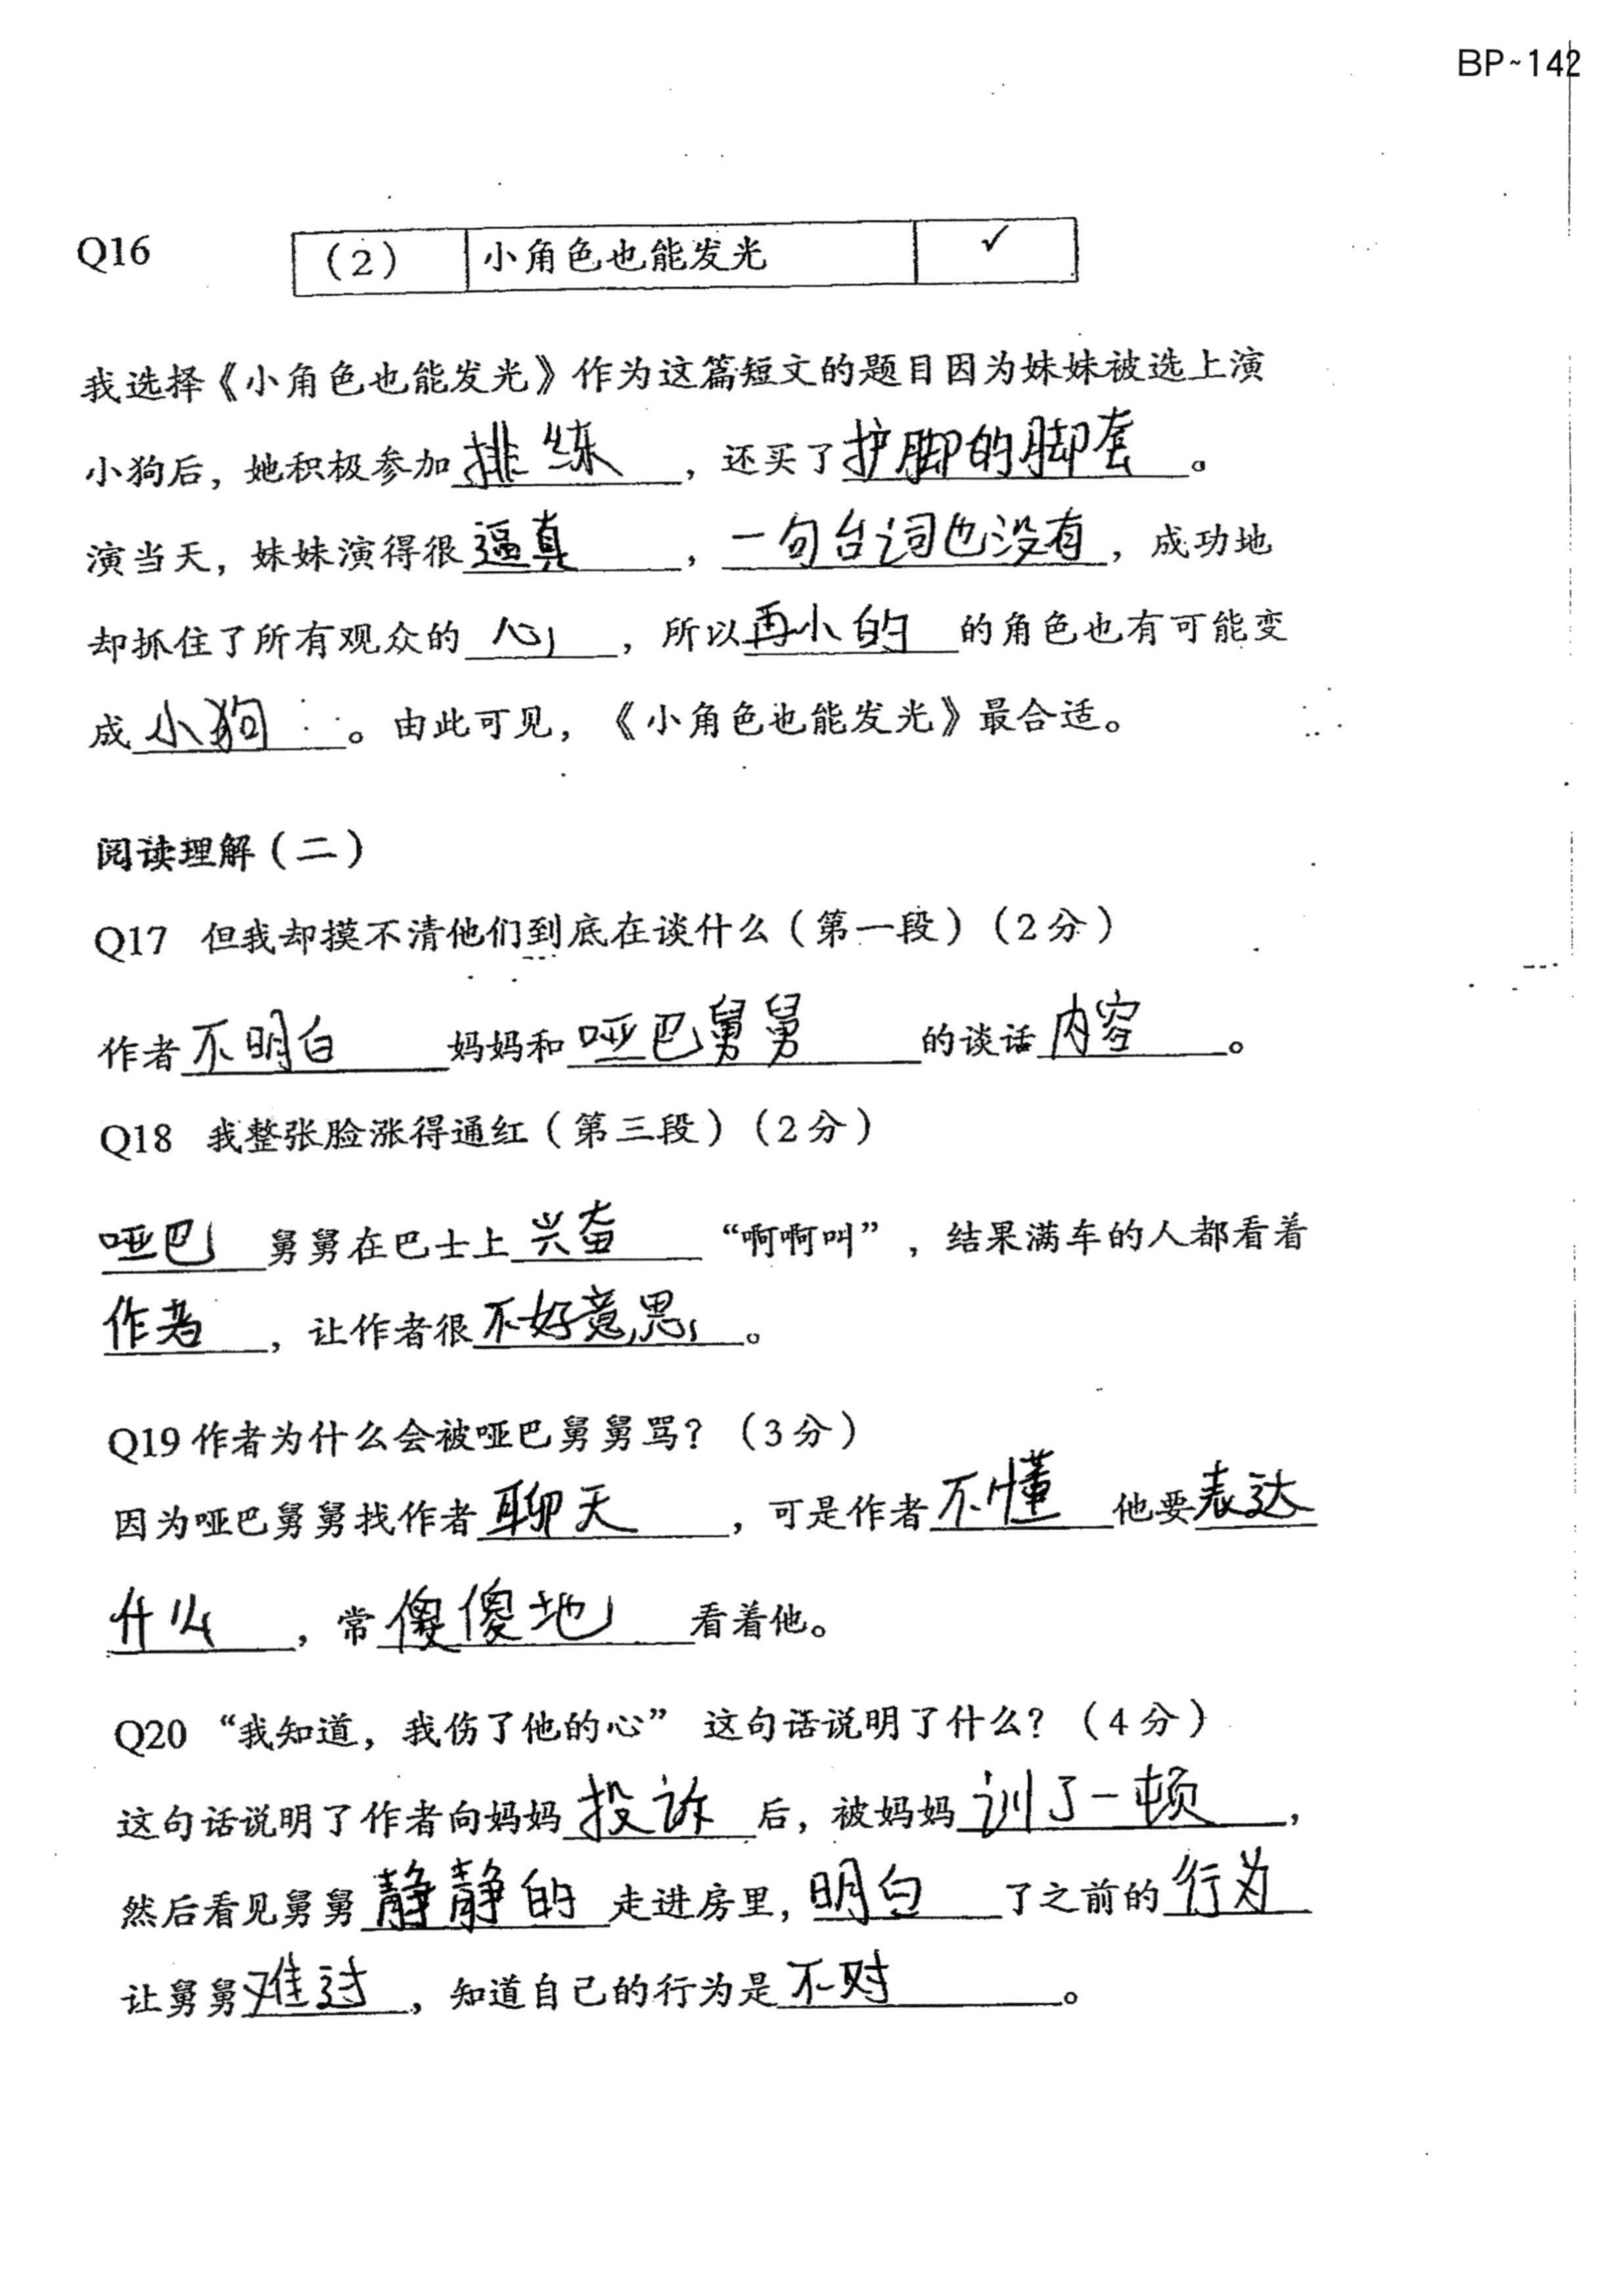 BP~142
Q16 (2) 小角色也能发光 ✓
我选择《小角色也能发光》作为这篇短文的题目因为妹妹被选上演
小狗后，她积极参加排练，还买了护脚的脚套。
演当天，妹妹演得很逼真，一句台词也没有，成功地
却抓住了所有观众的心，所以再小的的角色也有可能变
成小狗。由此可见，《小角色也能发光》最合适。
阅读理解（二）
Q17 但我却摸不清他们到底在谈什么（第一段）（2分）
作者不明白妈妈和哑巴舅舅的谈话内容。
Q18 我整张脸涨得通红（第三段）（2分）
哑巴舅舅在巴士上兴奋“啊啊叫”，结果满车的人都看着
作者，让作者很不好意思。
Q19 作者为什么会被哑巴舅舅骂？（3分）
因为哑巴舅舅找作者聊天，可是作者不懂他要表达
什么，常傻傻地看着他。
Q20 “我知道，我伤了他的心” 这句话说明了什么？（4分）
这句话说明了作者向妈妈投诉后，被妈妈训了一顿，
然后看见舅舅静静的走进房里，明白了之前的行为
让舅舅难过，知道自己的行为是不对。